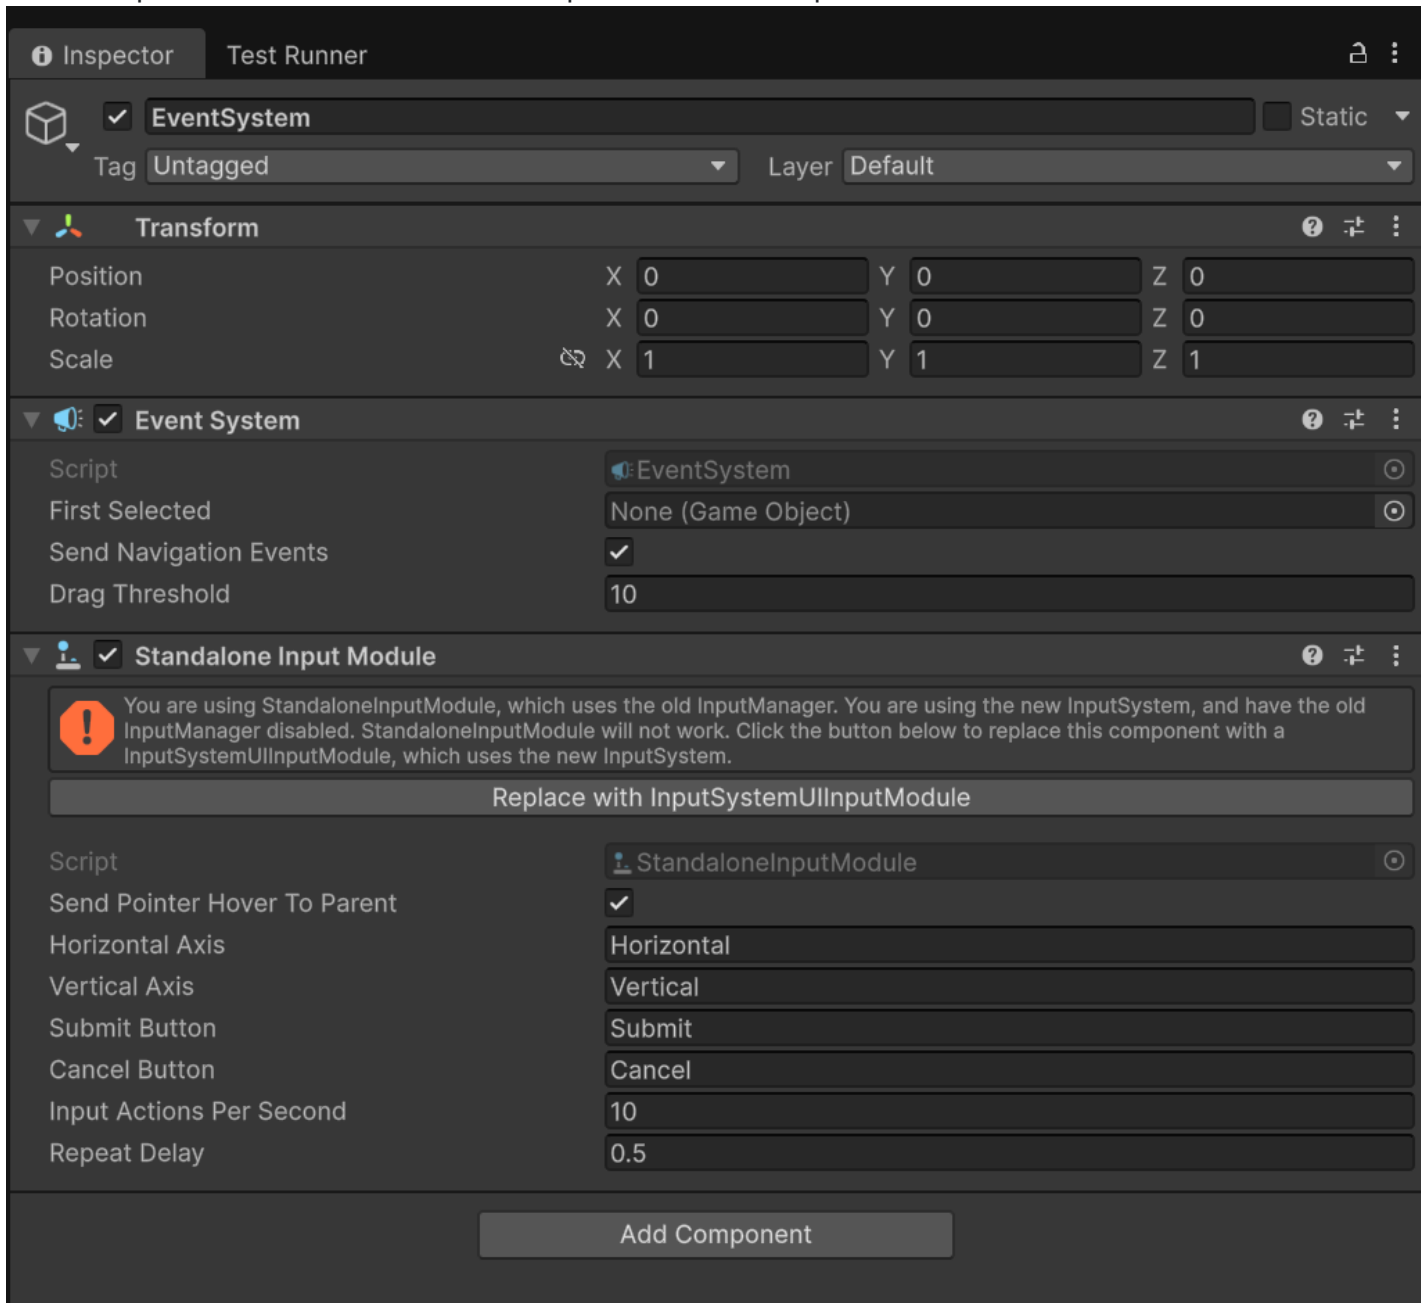 Inspector Test Runner
EventSystem Static
Tag Untagged Layer Default
Transform
Position X 0 Y 0 Z 0
Rotation X 0 Y 0 Z 0
Scale X 1 Y 1 Z 1
Event System
Script EventSystem
First Selected None (Game Object)
Send Navigation Events
Drag Threshold 10
Standalone Input Module
You are using StandaloneInputModule, which uses the old InputManager. You are using the new InputSystem, and have the old
InputManager disabled. StandaloneInputModule will not work. Click the button below to replace this component with a
InputSystemUIInputModule, which uses the new InputSystem.
Replace with InputSystemUIInputModule
Script StandaloneInputModule
Send Pointer Hover To Parent
Horizontal Axis Horizontal
Vertical Axis Vertical
Submit Button Submit
Cancel Button Cancel
Input Actions Per Second 10
Repeat Delay 0.5
Add Component